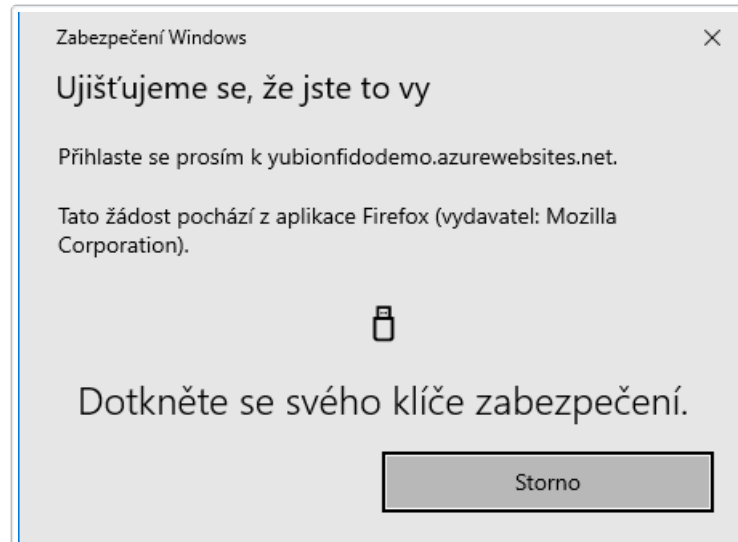 Zabezpečení Windows
Ujišťujeme se, že jste to vy
Přihlaste se prosím k yubionfidodemo.azurewebsites.net.
Tato žádost pochází z aplikace Firefox (vydavatel: Mozilla
Corporation).
Dotkněte se svého klíče zabezpečení.
Storno